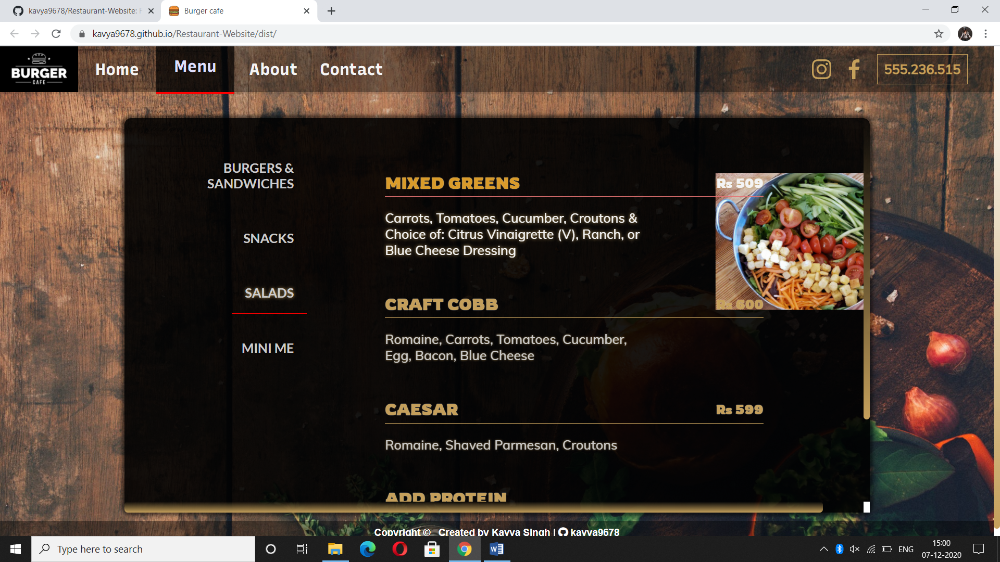 kavya9678/Restaurant-Website:
Burger cafe
kavya9678.github.io/Restaurant-Website/dist/
BURGER
CAFE
Home
Menu
About
Contact
555.236.515
BURGERS &
SANDWICHES
SNACKS
SALADS
MINI ME
MIXED GREENS
Rs 509
Carrots, Tomatoes, Cucumber, Croutons &
Choice of: Citrus Vinaigrette (V), Ranch, or
Blue Cheese Dressing
CRAFT COBB
Rs 600
Romaine, Carrots, Tomatoes, Cucumber,
Egg, Bacon, Blue Cheese
CAESAR
Rs 599
Romaine, Shaved Parmesan, Croutons
ADD PROTEIN
Copyright © Created by Kavya Singh | kavya9678
Type here to search
ENG
15:00
07-12-2020